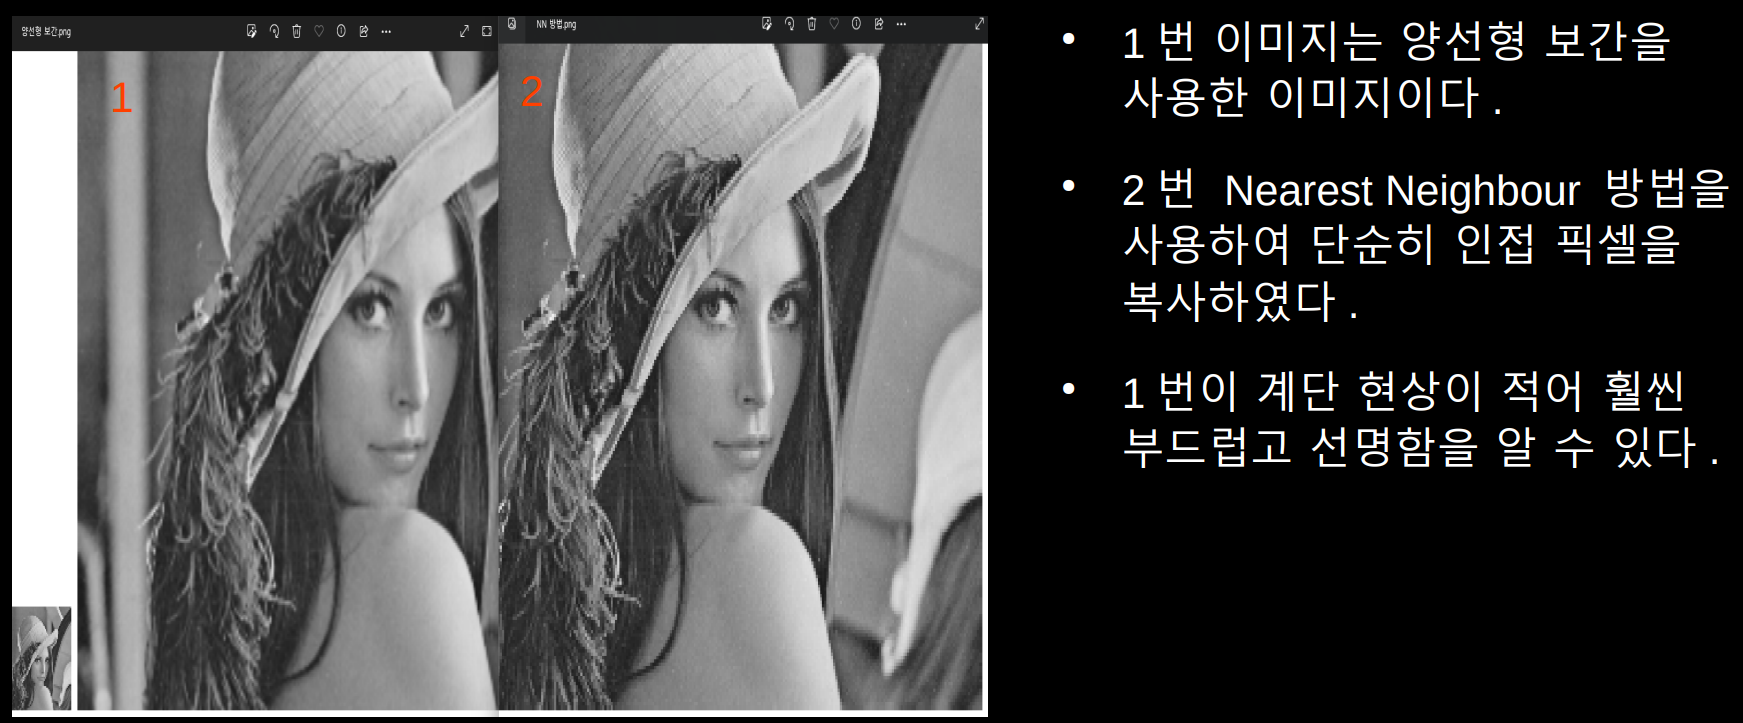 양선형 보간.png
NN 방법.png
1
2
• 1 번 이미지는 양선형 보간을
사용한 이미지이다 .
• 2 번 Nearest Neighbour 방법을
사용하여 단순히 인접 픽셀을
복사하였다 .
• 1 번이 계단 현상이 적어 훨씬
부드럽고 선명함을 알 수 있다 .